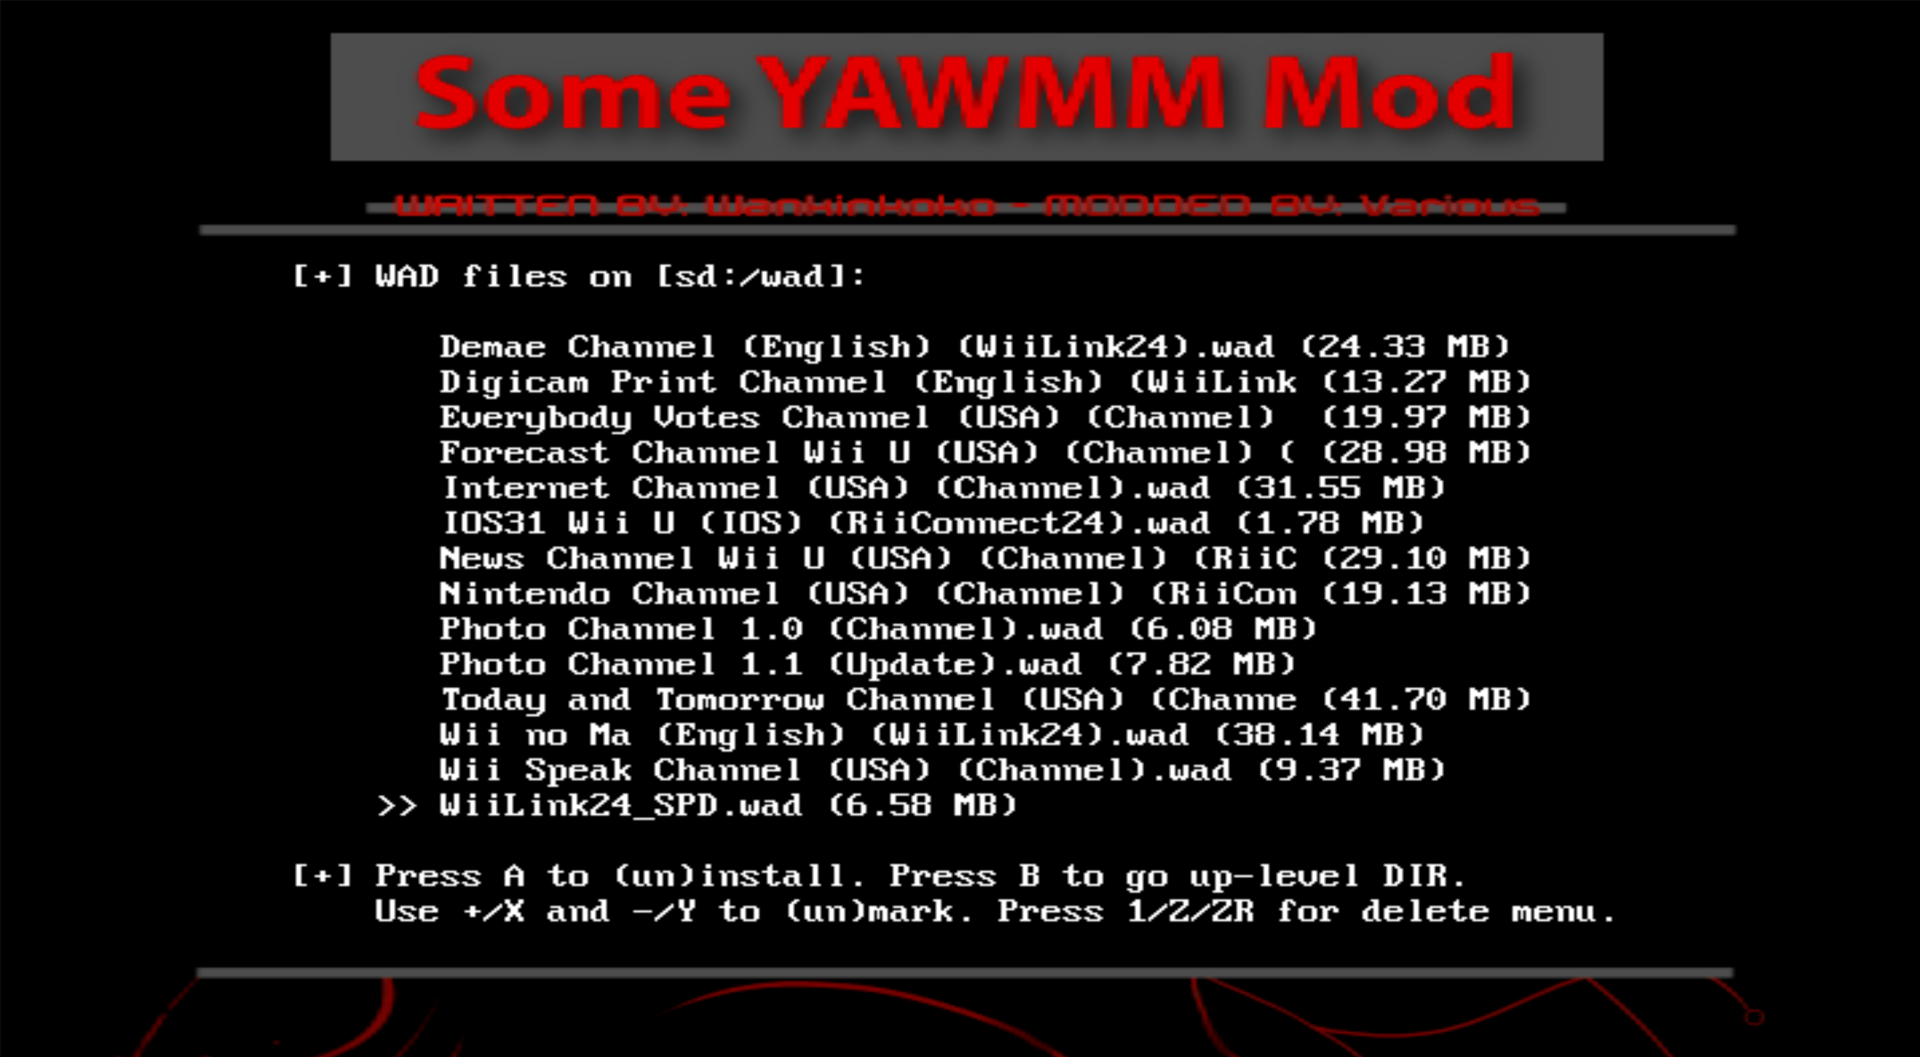 Some YAWMM Mod
WRITTEN BY: Wankinkoko - MODDED BY: Various
[+] WAD files on [sd:/wad]:
Demae Channel (English) (WiiLink24).wad (24.33 MB)
Digicam Print Channel (English) (WiiLink (13.27 MB)
Everybody Votes Channel (USA) (Channel)  (19.97 MB)
Forecast Channel Wii U (USA) (Channel) ( (28.98 MB)
Internet Channel (USA) (Channel).wad (31.55 MB)
IOS31 Wii U (IOS) (RiiConnect24).wad (1.78 MB)
News Channel Wii U (USA) (Channel) (RiiC (29.10 MB)
Nintendo Channel (USA) (Channel) (RiiCon (19.13 MB)
Photo Channel 1.0 (Channel).wad (6.08 MB)
Photo Channel 1.1 (Update).wad (7.82 MB)
Today and Tomorrow Channel (USA) (Channe (41.70 MB)
Wii no Ma (English) (WiiLink24).wad (38.14 MB)
Wii Speak Channel (USA) (Channel).wad (9.37 MB)
>> WiiLink24_SPD.wad (6.58 MB)
[+] Press A to (un)install. Press B to go up-level DIR.
Use +/X and -/Y to (un)mark. Press 1/Z/ZR for delete menu.